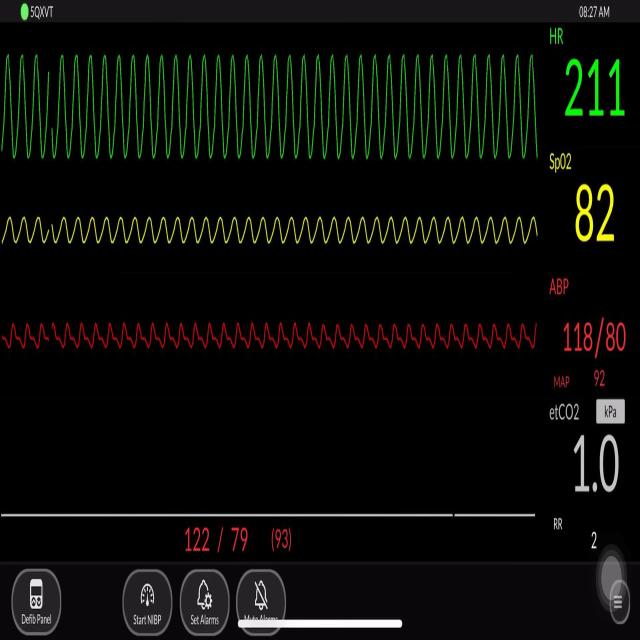 5QXVT
08:27 AM
HR
211
SpO2
82
ABP
118/80
MAP 92
etCO2 kPa
1.0
RR
2
122 / 79 (93)
Defib Panel
Start NIBP
Set Alarms
Mute Alarms